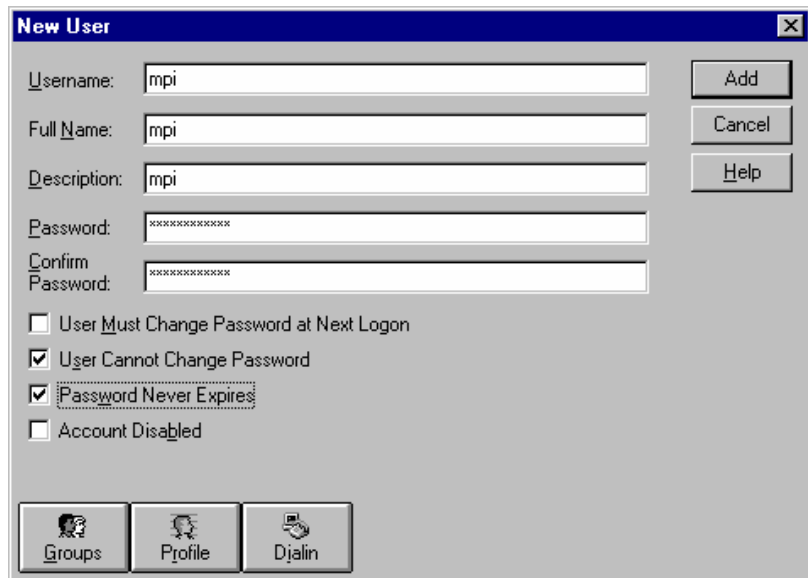 New User
Username: mpi
Add
Full Name: mpi
Cancel
Description: mpi
Help
Password: ************
Confirm
Password: ************
User Must Change Password at Next Logon
User Cannot Change Password
Password Never Expires
Account Disabled
Groups
Profile
Dialin